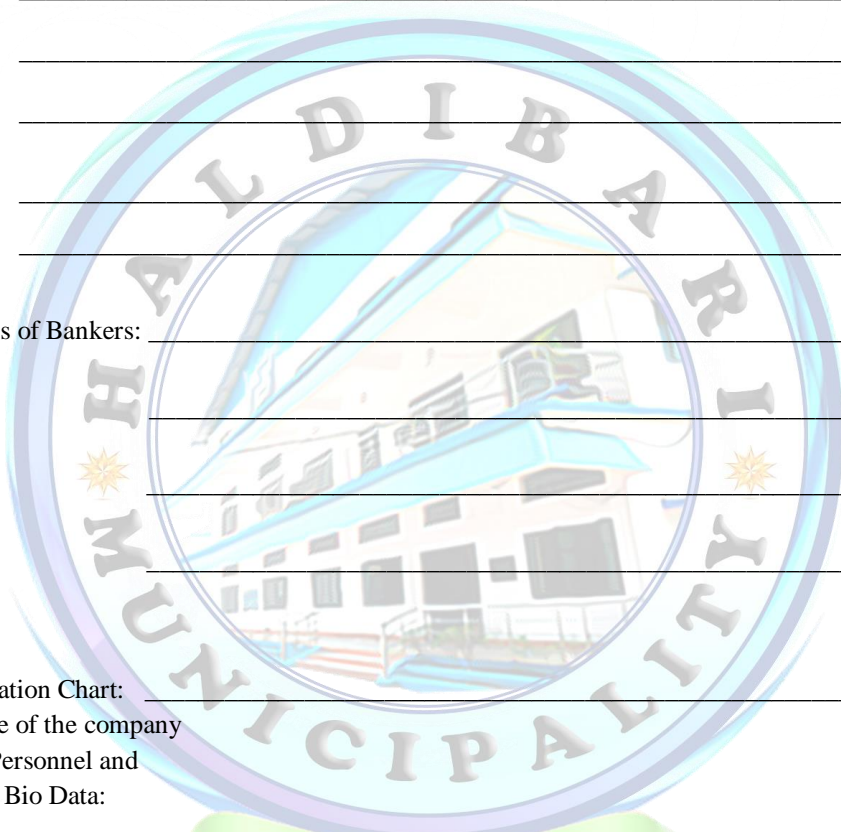 HALDIBARI
s of Bankers:
ation Chart:
e of the company
Personnel and
Bio Data:
MUNICIPALITY